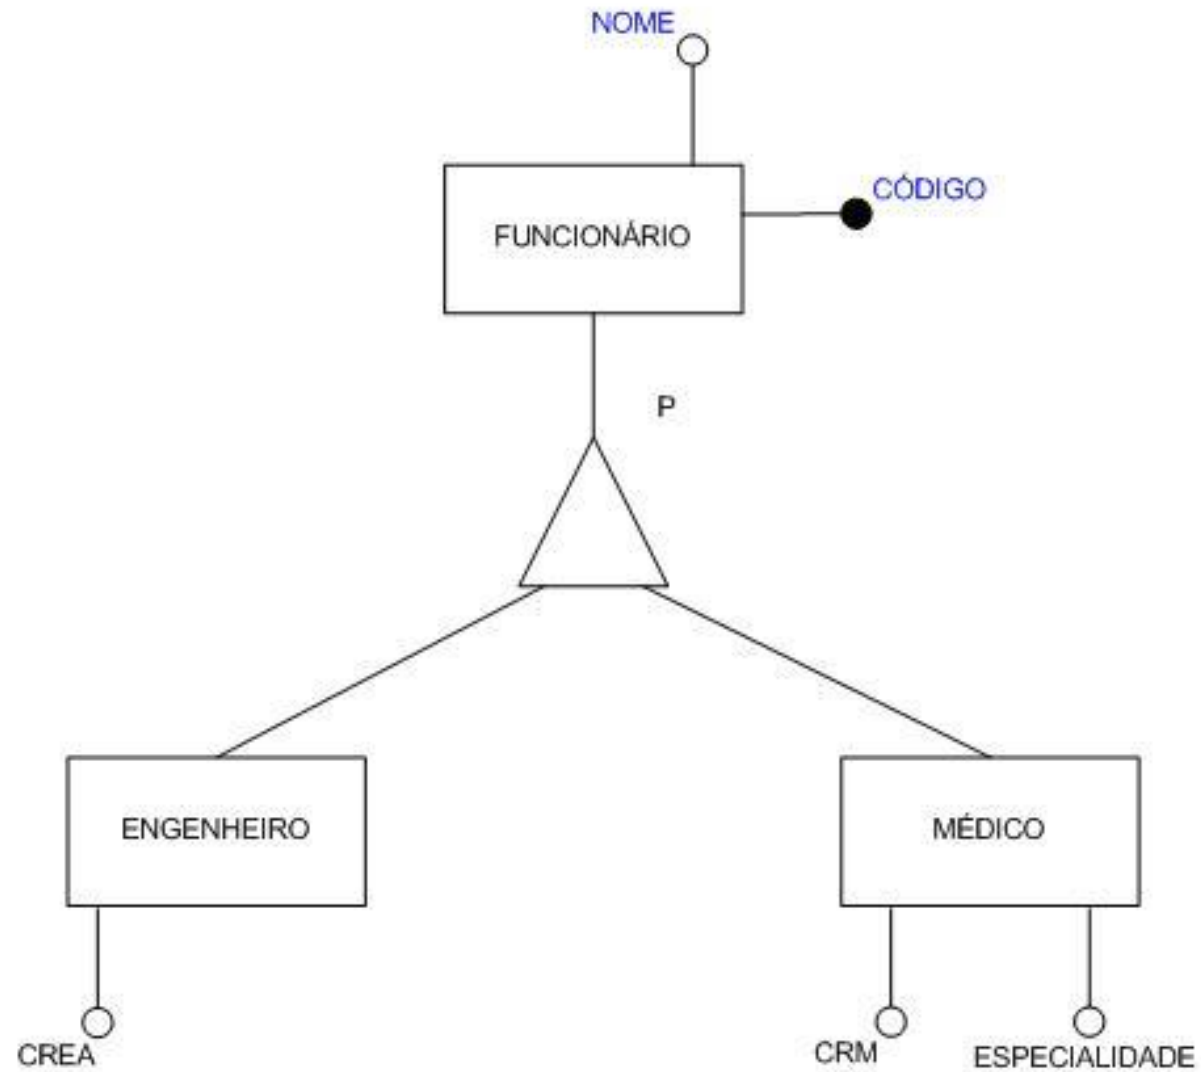 NOME
CÓDIGO
FUNCIONÁRIO
P
ENGENHEIRO
MÉDICO
CREA
CRM
ESPECIALIDADE